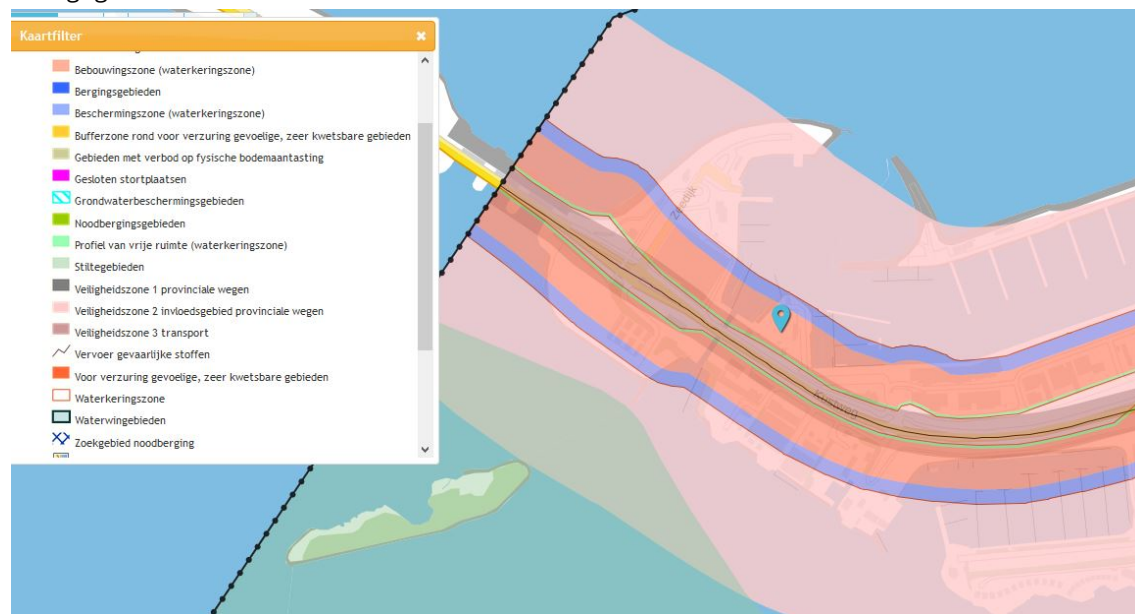 Kaartfilter
Bebouwingszone (waterkeringszone)
Bergingsgebieden
Beschermingszone (waterkeringszone)
Bufferzone rond voor verzuring gevoelige, zeer kwetsbare gebieden
Gebieden met verbod op fysische bodemaantasting
Gesloten stortplaatsen
Grondwaterbeschermingsgebieden
Noodbergingsgebieden
Profiel van vrije ruimte (waterkeringszone)
Stiltegebieden
Veiligheidszone 1 provinciale wegen
Veiligheidszone 2 invloedsgebied provinciale wegen
Veiligheidszone 3 transport
Vervoer gevaarlijke stoffen
Voor verzuring gevoelige, zeer kwetsbare gebieden
Waterkeringszone
Waterwingebieden
Zoekgebied noodberging
Zeedijk